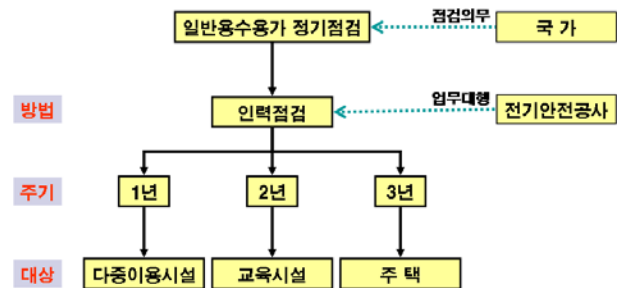 일반용수용가 정기점검
점검의무
국 가
방법
인력점검
업무대행
전기안전공사
주기
1년
2년
3년
대상
다중이용시설
교육시설
주 택